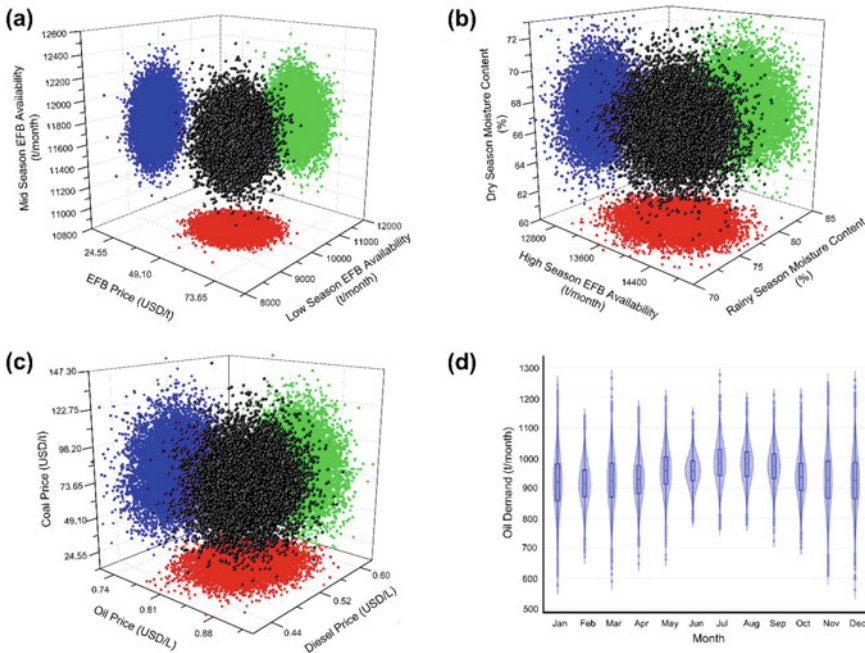 (a)
12600
12400
12200
12000
11800
11600
11400
11200
11000
10800
Mid Season EFB Availability
(t/month)
24.55
49.10
73.65
EFB Price (USD/t)
8000
9000
10000
11000
12000
Low Season EFB Availability
(t/month)
(b)
72
70
68
66
64
62
60
Dry Season Moisture Content
(%)
12800
13600
14400
High Season EFB Availability
(t/month)
70
75
80
85
Rainy Season Moisture Content
(%)
(c)
147.30
122.75
98.20
73.65
49.10
24.55
Coal Price (USD/t)
0.74
0.81
0.88
Oil Price (USD/L)
0.44
0.52
0.60
Diesel Price (USD/L)
(d)
1300
1200
1100
1000
900
800
700
600
500
Oil Demand (t/month)
Jan Feb Mar Apr May Jun Jul Aug Sep Oct Nov Dec
Month